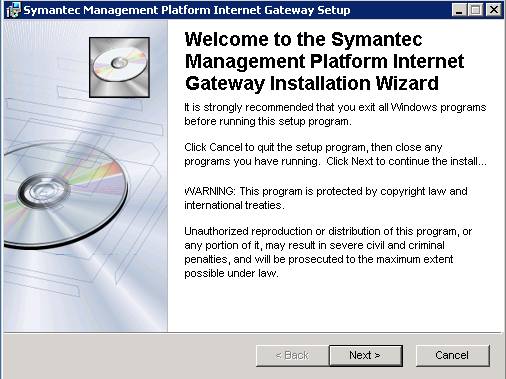 Symantec Management Platform Internet Gateway Setup
Welcome to the Symantec
Management Platform Internet
Gateway Installation Wizard
It is strongly recommended that you exit all Windows programs
before running this setup program.
Click Cancel to quit the setup program, then close any
programs you have running.  Click Next to continue the install...
WARNING: This program is protected by copyright law and
international treaties.
Unauthorized reproduction or distribution of this program, or
any portion of it, may result in severe civil and criminal
penalties, and will be prosecuted to the maximum extent
possible under law.
< Back Next > Cancel